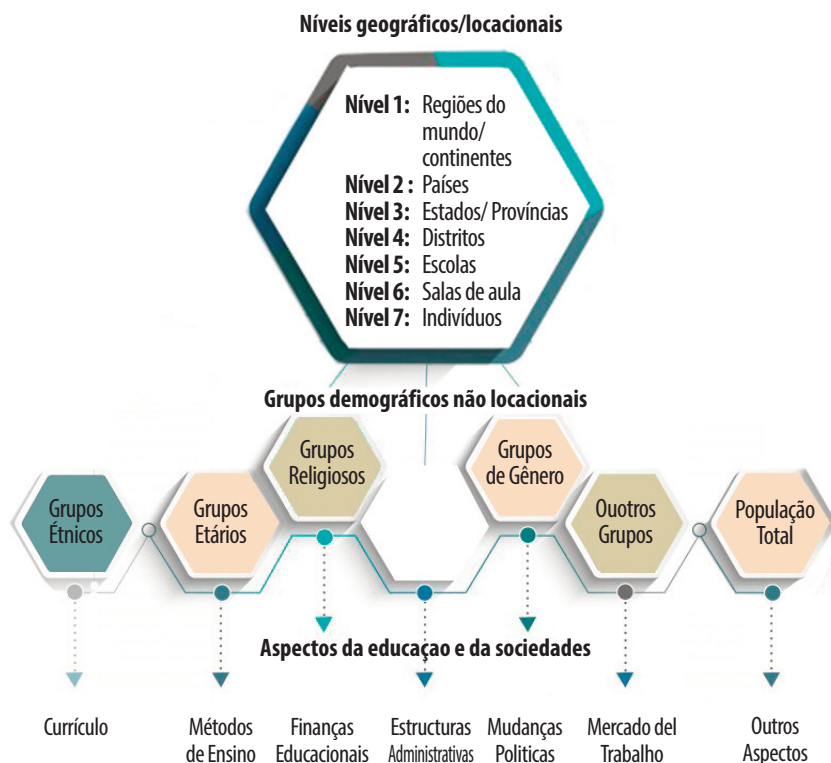 Níveis geográficos/locacionais
Nível 1: Regiões do
mundo/
continentes
Nível 2 : Países
Nível 3: Estados/ Províncias
Nível 4: Distritos
Nível 5: Escolas
Nível 6: Salas de aula
Nível 7: Indivíduos
Grupos demográficos não locacionais
Grupos
Étnicos
Grupos
Etários
Grupos
Religiosos
Grupos
de Gênero
Ouotros
Grupos
População
Total
Aspectos da educaçao e da sociedades
Currículo
Métodos
de Ensino
Finanças
Educacionais
Estructuras
Administrativas
Mudanças
Politicas
Mercado del
Trabalho
Outros
Aspectos